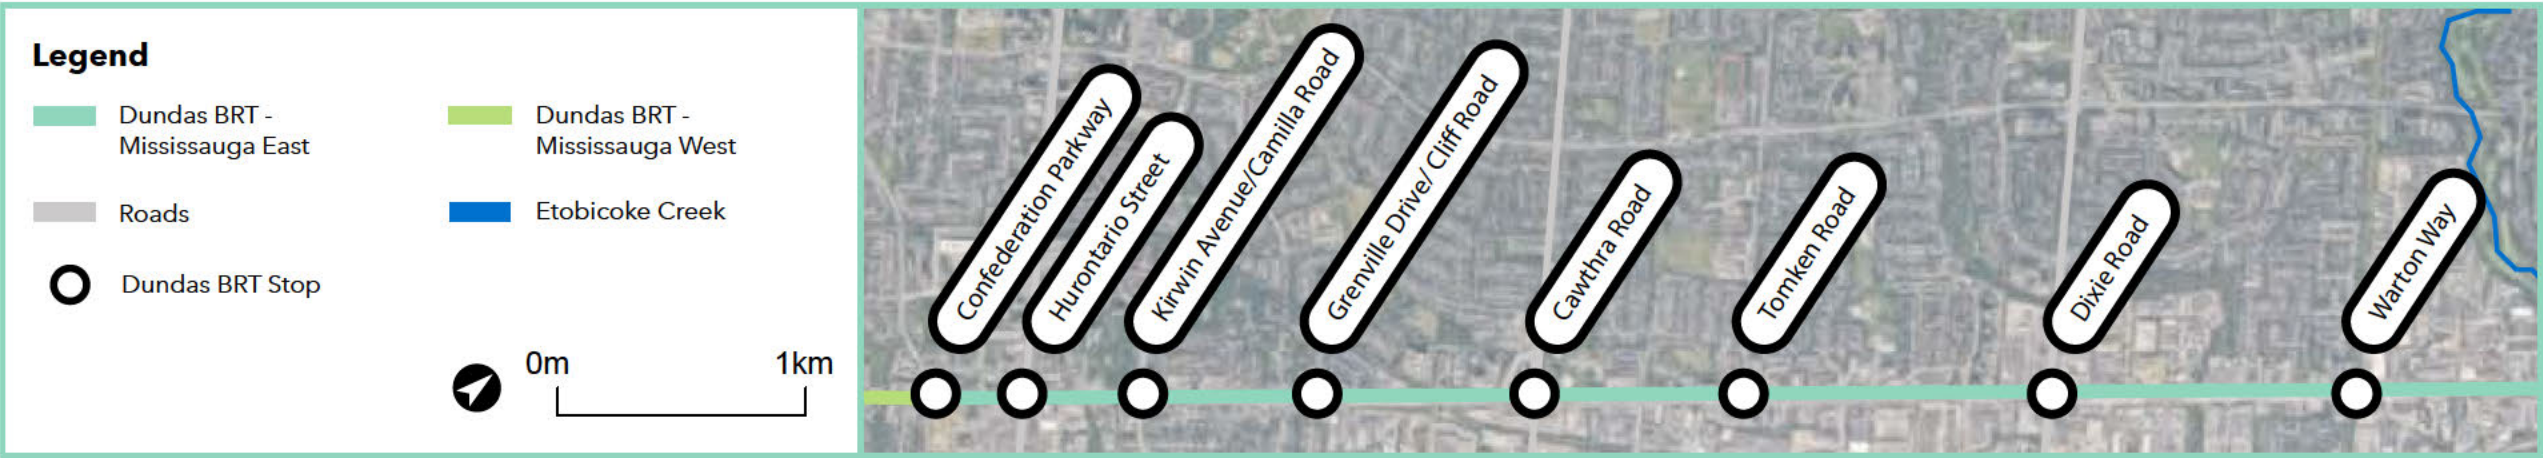 Legend
Dundas BRT -
Mississauga East
Dundas BRT -
Mississauga West
Roads
Etobicoke Creek
Dundas BRT Stop
0m
1km
Confederation Parkway
Hurontario Street
Kirwin Avenue/Camilla Road
Grenville Drive/ Cliff Road
Cawthra Road
Tomken Road
Dixie Road
Warton Way